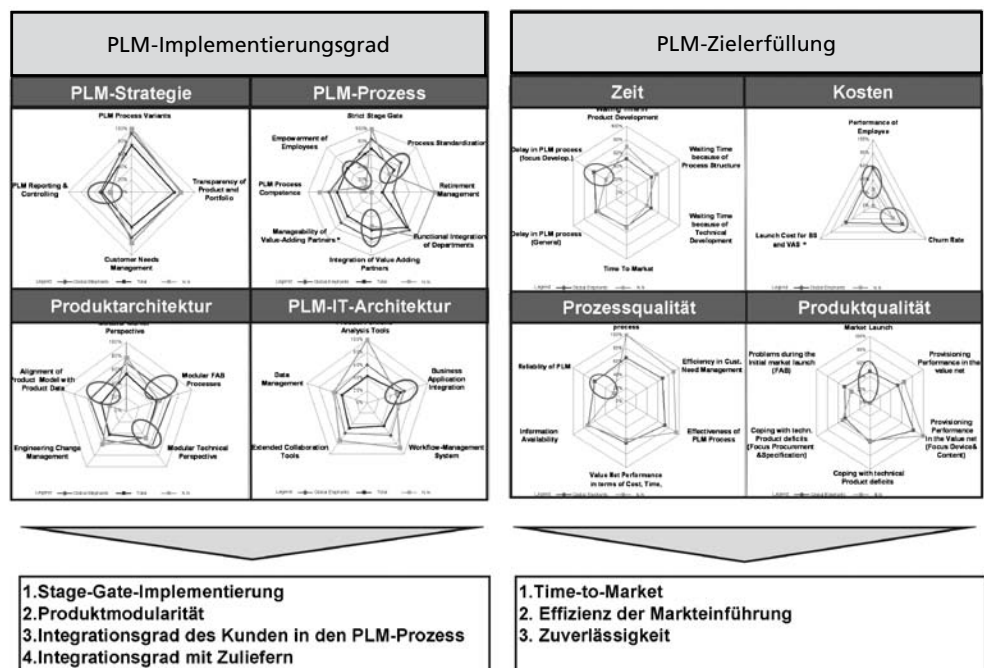 PLM-Implementierungsgrad
PLM-Strategie
PLM Process Variants
100%
Transparency of
Product and
Portfolio
Customer Needs
Management
PLM Reporting &
Controlling
PLM-Prozess
Strict Stage Gate
100%
Process Standardization
Retirement
Management
Functional Integration
of Departments
Integration of Value Adding
Partners
Manageability of
Value-Adding Partners *
PLM Process
Competence
Empowerment of
Employees
Produktarchitektur
Perspective
Modular FAB
Processes
Modular Technical
Perspective
Engineering Change
Management
Alignment of
Product Model with
Product Data
PLM-IT-Architektur
Analysis Tools
Business
Application
Integration
Workflow-Management
System
Extended Collaboration
Tools
Data
Management
PLM-Zielerfüllung
Zeit
Waiting Time in
Product Development
Waiting Time
because of
Process Structure
Waiting Time
because of
Technical
Development
Time To Market
Delay in PLM process
(General)
Delay in PLM process
(focus Develop.)
Kosten
Performance of
Employee
Churn Rate
Launch Cost for BS
and VAS *
Prozessqualität
process
Efficiency in Cust.
Need Management
Effectiveness of
PLM Process
Value Net Performance
in terms of Cost, Time,
Information
Availability
Reliability of PLM
Produktqualität
Market Launch
Provisioning
Performance in the
value net
Provisioning
Performance
in the Value net
(Focus Device&
Content)
Coping with technical
Product deficits
Coping with techn.
Product deficits
(Focus Procurement
&Specification)
Problems during the
initial market launch
(FAB)
1.Stage-Gate-Implementierung
2.Produktmodularität
3.Integrationsgrad des Kunden in den PLM-Prozess
4.Integrationsgrad mit Zuliefern
1.Time-to-Market
2. Effizienz der Markteinführung
3. Zuverlässigkeit